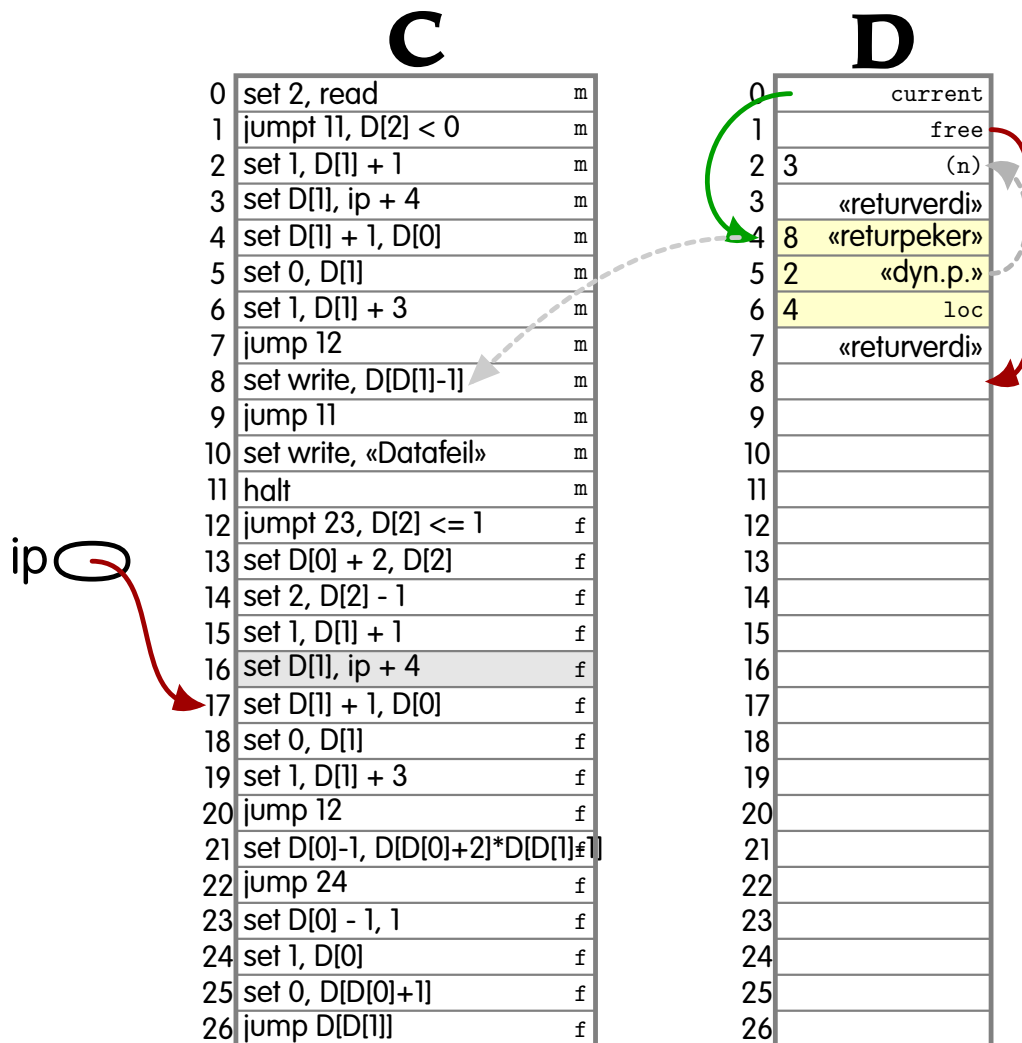 C D
0 set 2, read m 0 current
1 jumpt 11, D[2] < 0 m 1 free
2 set 1, D[1] + 1 m 2 3 (n)
3 set D[1], ip + 4 m 3 «returverdi»
4 set D[1] + 1, D[0] m 4 8 «returpeker»
5 set 0, D[1] m 5 2 «dyn.p.»
6 set 1, D[1] + 3 m 6 4 loc
7 jump 12 m 7 «returverdi»
8 set write, D[D[1]-1] m 8
9 jump 11 m 9
10 set write, «Datafeil» m 10
11 halt m 11
12 jumpt 23, D[2] <= 1 f 12
ip 13 set D[0] + 2, D[2] f 13
14 set 2, D[2] - 1 f 14
15 set 1, D[1] + 1 f 15
16 set D[1], ip + 4 f 16
17 set D[1] + 1, D[0] f 17
18 set 0, D[1] f 18
19 set 1, D[1] + 3 f 19
20 jump 12 f 20
21 set D[0]-1, D[D[0]+2]*D[D[1]-1] f 21
22 jump 24 f 22
23 set D[0] - 1, 1 f 23
24 set 1, D[0] f 24
25 set 0, D[D[0]+1] f 25
26 jump D[D[1]] f 26